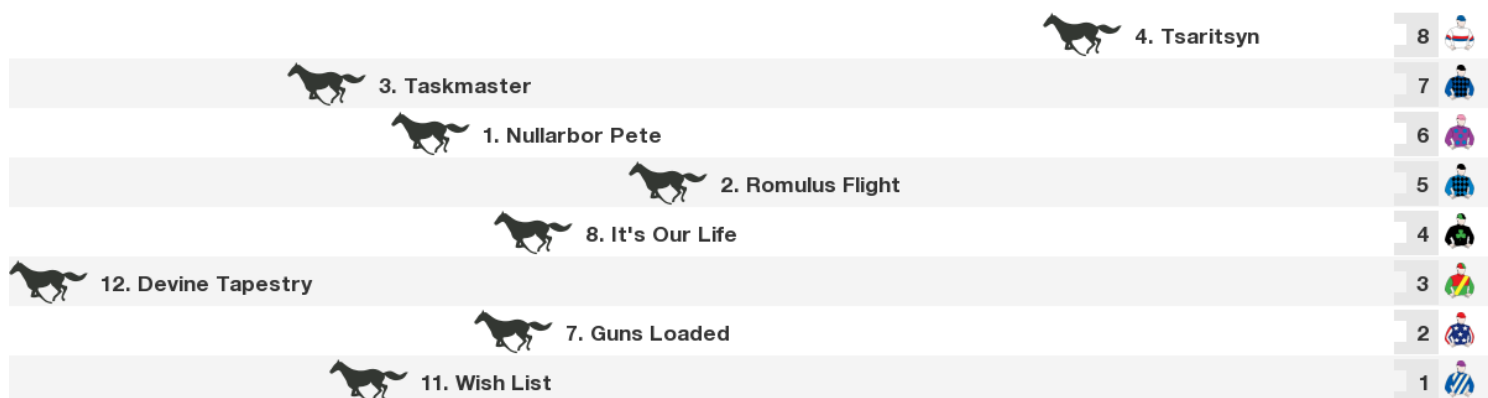 4. Tsaritsyn 8
3. Taskmaster 7
1. Nullarbor Pete 6
2. Romulus Flight 5
8. It's Our Life 4
12. Devine Tapestry 3
7. Guns Loaded 2
11. Wish List 1